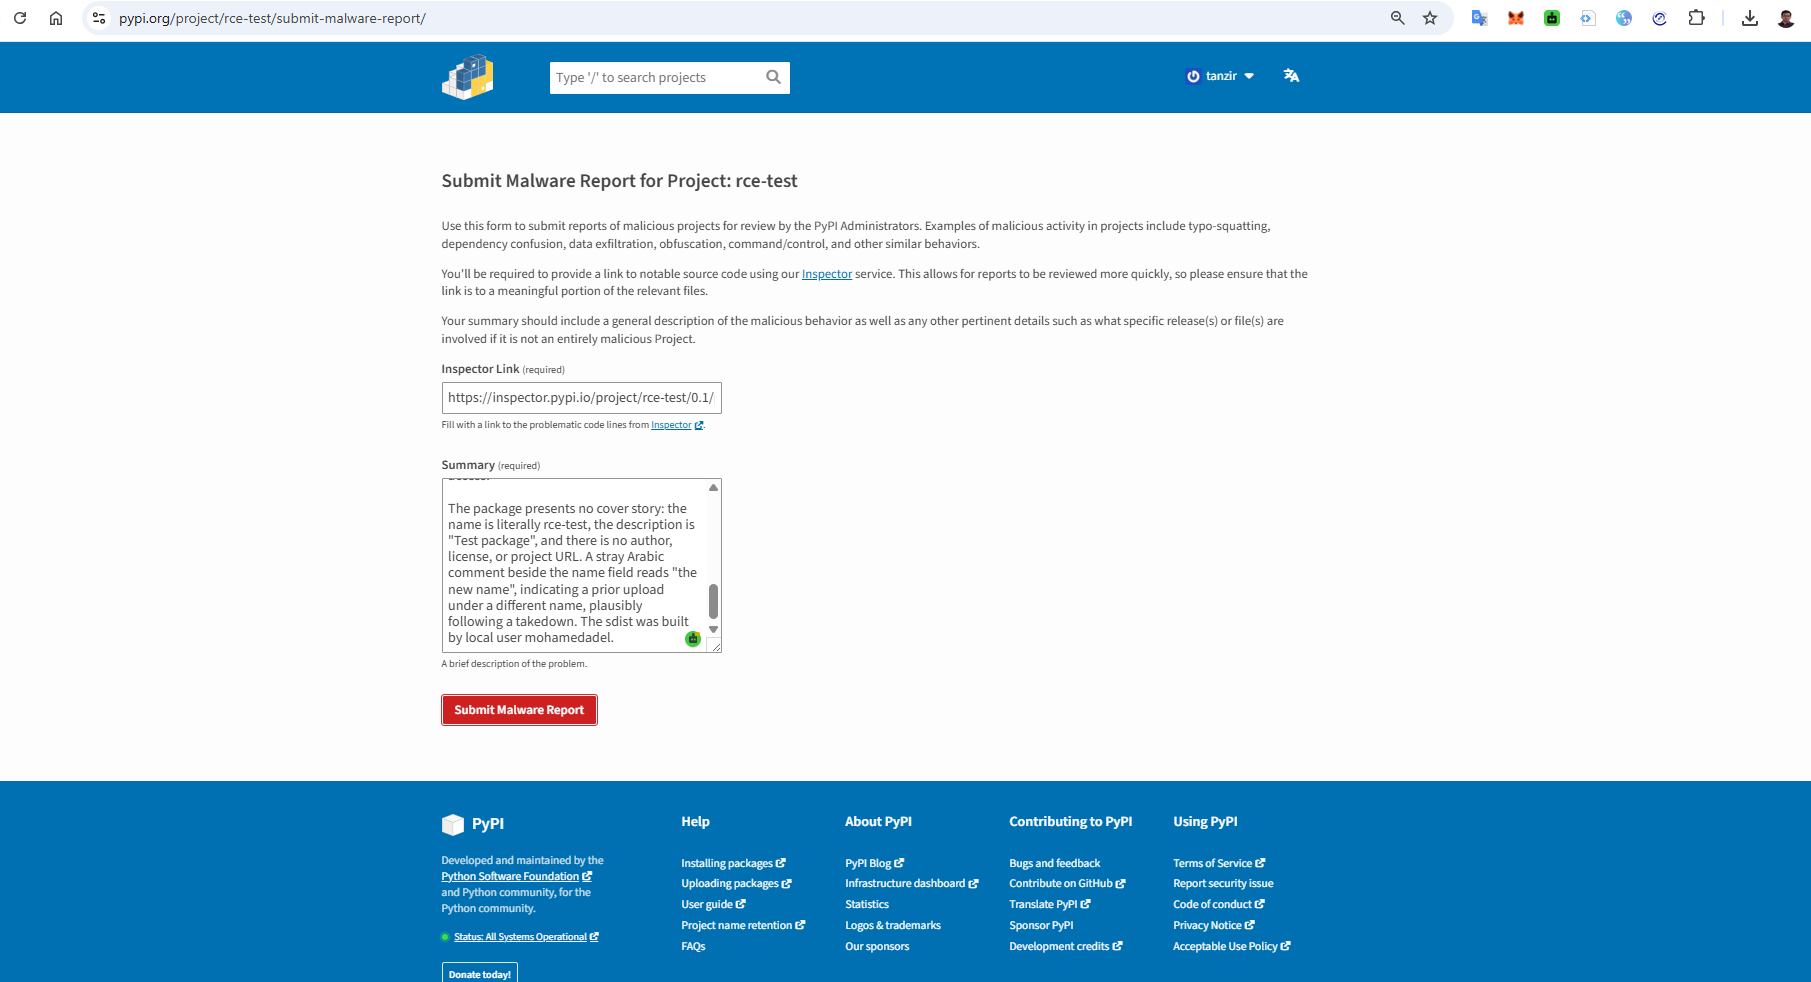 pypi.org/project/rce-test/submit-malware-report/
Type '/' to search projects
tanzir
Submit Malware Report for Project: rce-test
Use this form to submit reports of malicious projects for review by the PyPI Administrators. Examples of malicious activity in projects include typo-squatting,
dependency confusion, data exfiltration, obfuscation, command/control, and other similar behaviors.
You'll be required to provide a link to notable source code using our Inspector service. This allows for reports to be reviewed more quickly, so please ensure that the
link is to a meaningful portion of the relevant files.
Your summary should include a general description of the malicious behavior as well as any other pertinent details such as what specific release(s) or file(s) are
involved if it is not an entirely malicious Project.
Inspector Link (required)
https://inspector.pypi.io/project/rce-test/0.1/
Fill with a link to the problematic code lines from Inspector.
Summary (required)
The package presents no cover story: the
name is literally rce-test, the description is
"Test package", and there is no author,
license, or project URL. A stray Arabic
comment beside the name field reads "the
new name", indicating a prior upload
under a different name, plausibly
following a takedown. The sdist was built
by local user mohamedadel.
A brief description of the problem.
Submit Malware Report
PyPI
Developed and maintained by the
Python Software Foundation
and Python community, for the
Python community.
Status: All Systems Operational
Donate today!
Help
Installing packages
Uploading packages
User guide
Project name retention
FAQs
About PyPI
PyPI Blog
Infrastructure dashboard
Statistics
Logos & trademarks
Our sponsors
Contributing to PyPI
Bugs and feedback
Contribute on GitHub
Translate PyPI
Sponsor PyPI
Development credits
Using PyPI
Terms of Service
Report security issue
Code of conduct
Privacy Notice
Acceptable Use Policy